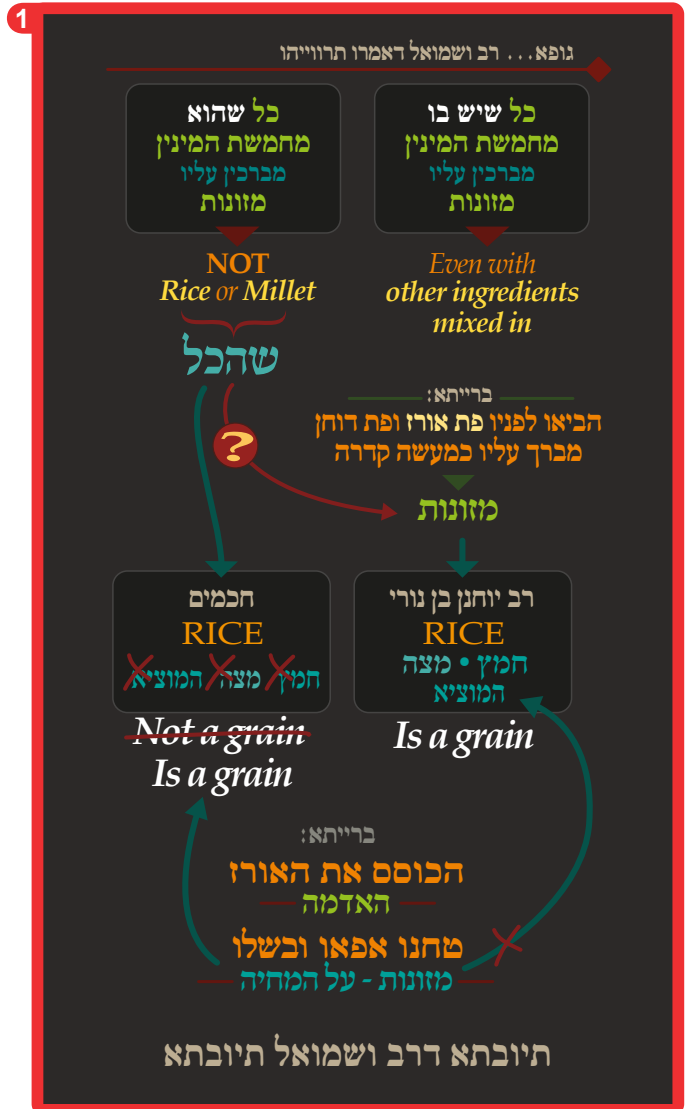 1
גופא... רב ושמואל דאמרו תרווייהו
כל שיש בו
מחמשת המינין
מברכין עליו
מזונות
כל שהוא
מחמשת המינין
מברכין עליו
מזונות
Even with
other ingredients
mixed in
NOT
Rice or Millet
שהכל
ברייתא:
הביאו לפניו פת אורז ופת דוחן
מברך עליו כמעשה קדרה
?
מזונות
רב יוחנן בן נורי
RICE
חמץ • מצה
המוציא
Is a grain
חכמים
RICE
חמץ מצה המוציא
Not a grain
Is a grain
ברייתא:
הכוסס את האורז
האדמה
טחנו אפאו ובשלו
מזונות - על המחיה
תיובתא דרב ושמואל תיובתא